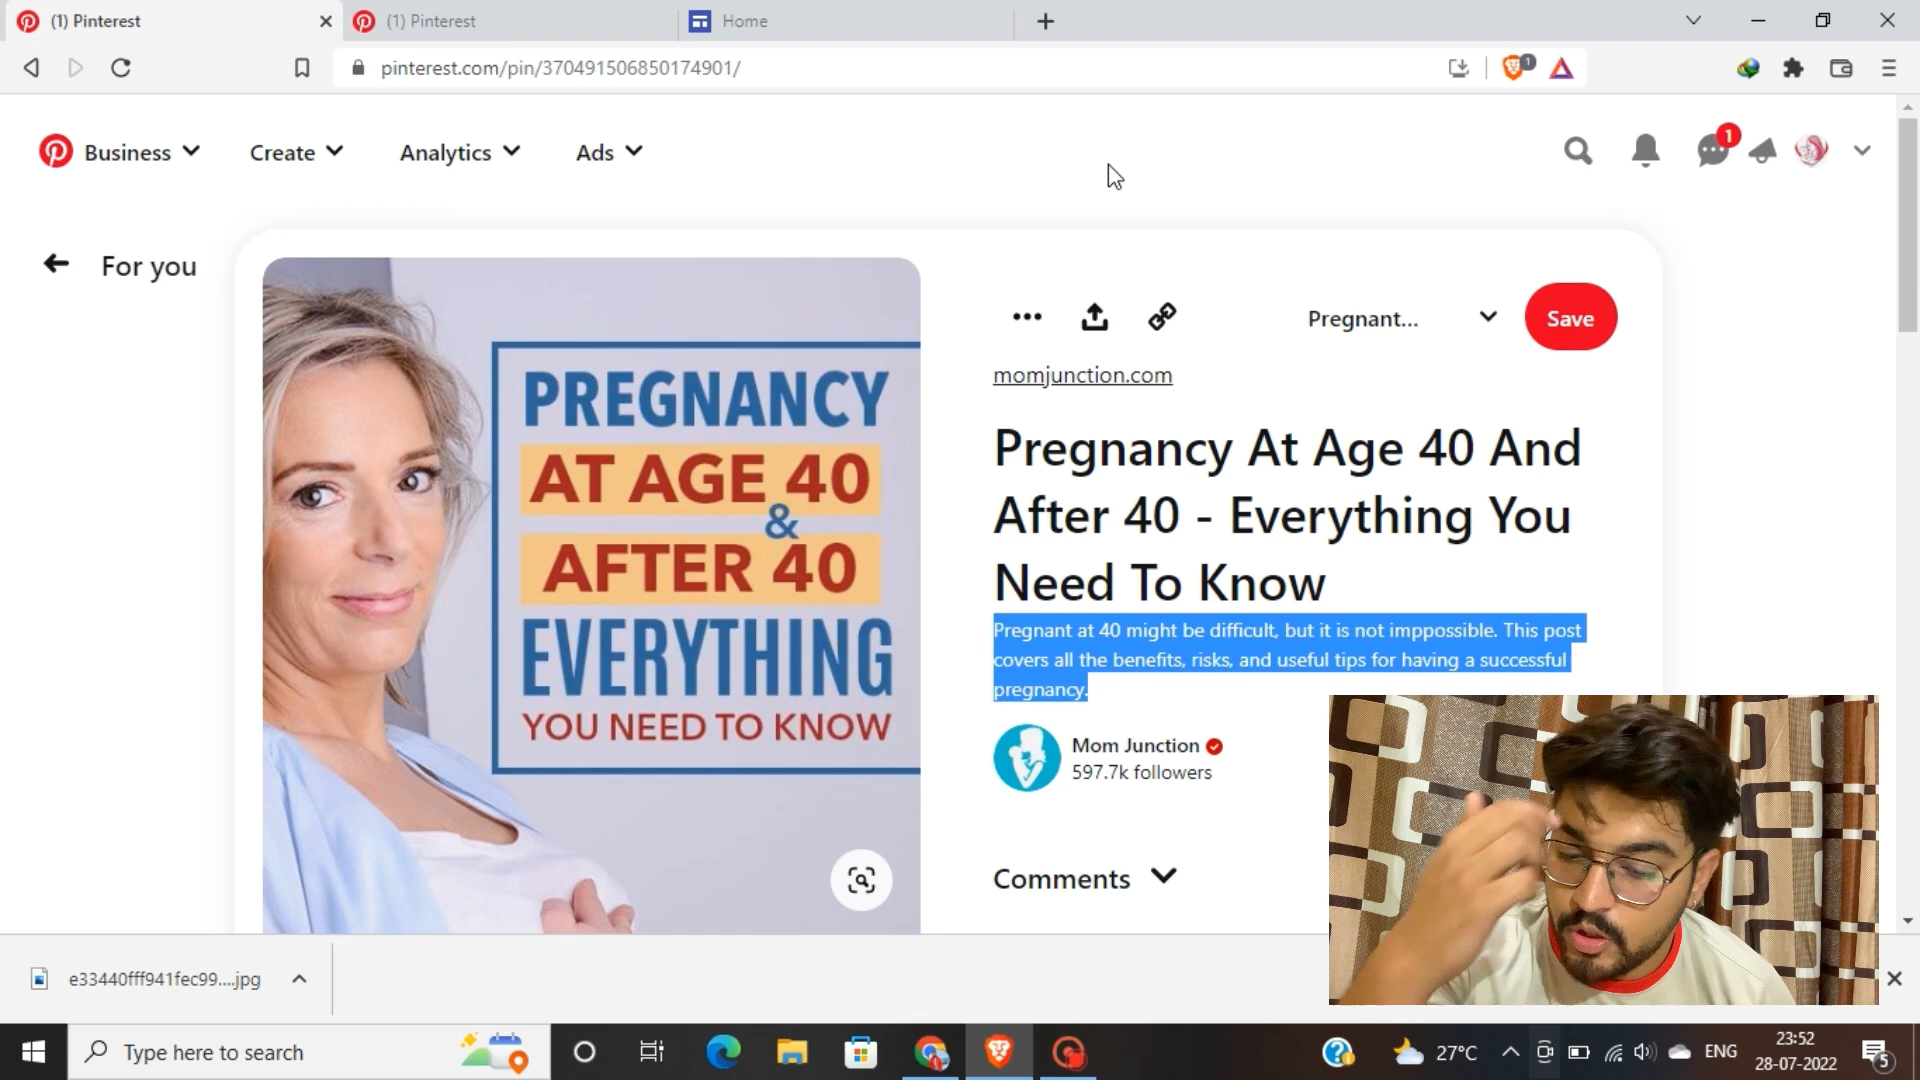 (1) Pinterest
(1) Pinterest
Home
pinterest.com/pin/370491506850174901/
1
Business
Create
Analytics
Ads
1
For you
PREGNANCY
AT AGE 40
&
AFTER 40
EVERYTHING
YOU NEED TO KNOW
Pregnant...
Save
momjunction.com
Pregnancy At Age 40 And
After 40 - Everything You
Need To Know
Pregnant at 40 might be difficult, but it is not imppossible. This post
covers all the benefits, risks, and useful tips for having a successful
pregnancy.
Mom Junction
597.7k followers
Comments
e33440fff941fec99....jpg
Type here to search
27°C
ENG
23:52
28-07-2022
5